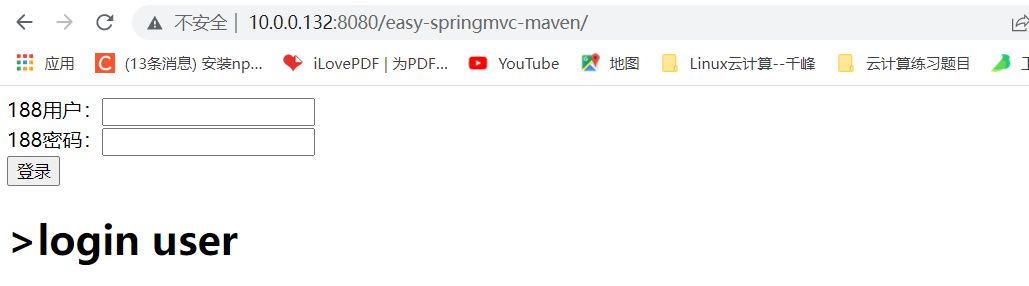 不安全 | 10.0.0.132:8080/easy-springmvc-maven/
应用 (13条消息) 安装np... iLovePDF | 为PDF... YouTube 地图 Linux云计算--千峰 云计算练习题目
188用户：
188密码：
登录
>login user